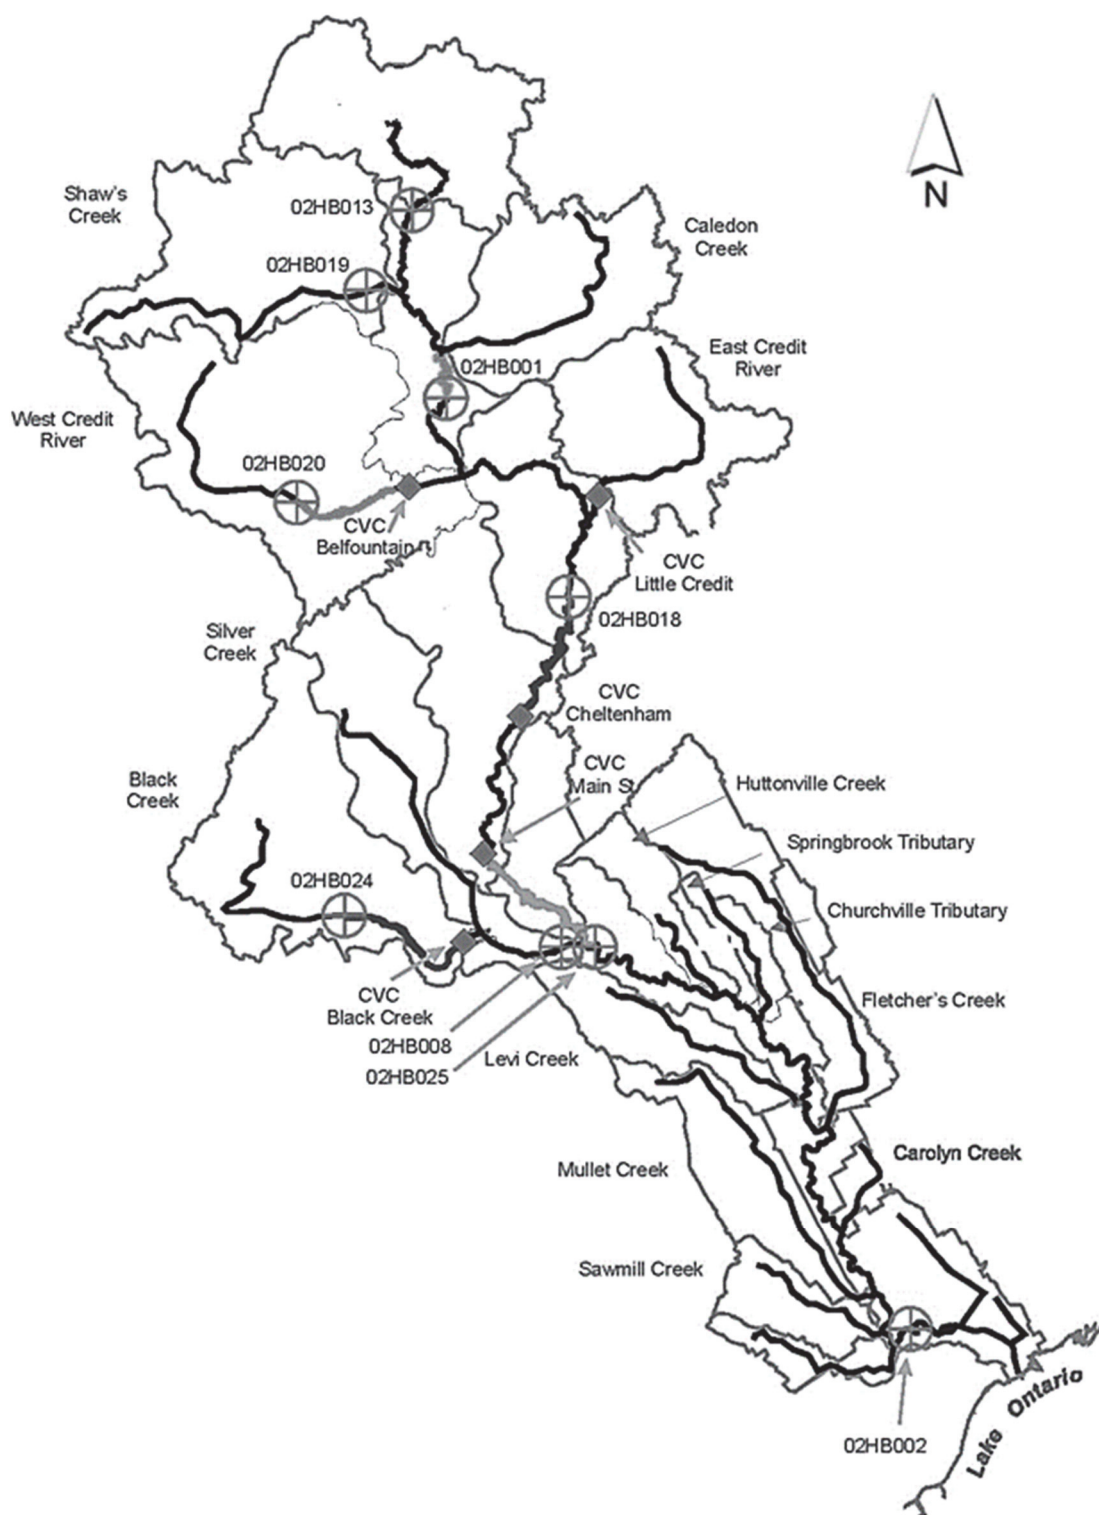 N
Shaw's
Creek
02HB013
Caledon
Creek
02HB019
02HB001
East Credit
River
West Credit
River
02HB020
CVC
Belfountain
CVC
Little Credit
02HB018
Silver
Creek
CVC
Cheltenham
CVC
Main S
Black
Creek
Huttonville Creek
Springbrook Tributary
02HB024
Churchville Tributary
CVC
Black Creek
Fletcher's Creek
02HB008
02HB025
Levi Creek
Carolyn Creek
Mullet Creek
Sawmill Creek
02HB002
Lake Ontario